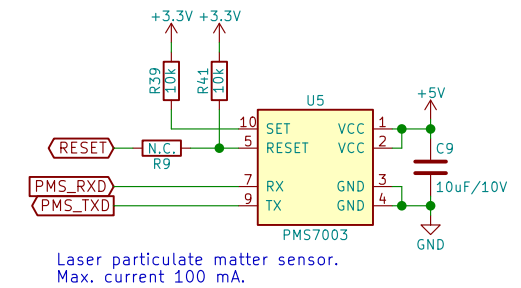 +3.3V +3.3V
R39 10k R41 10k
U5
+5V
10 SET VCC 1
RESET N.C. 5 RESET VCC 2
R9
C9
10uF/10V
PMS_RXD 7 RX GND 3
PMS_TXD 9 TX GND 4
PMS7003
GND
Laser particulate matter sensor.
Max. current 100 mA.